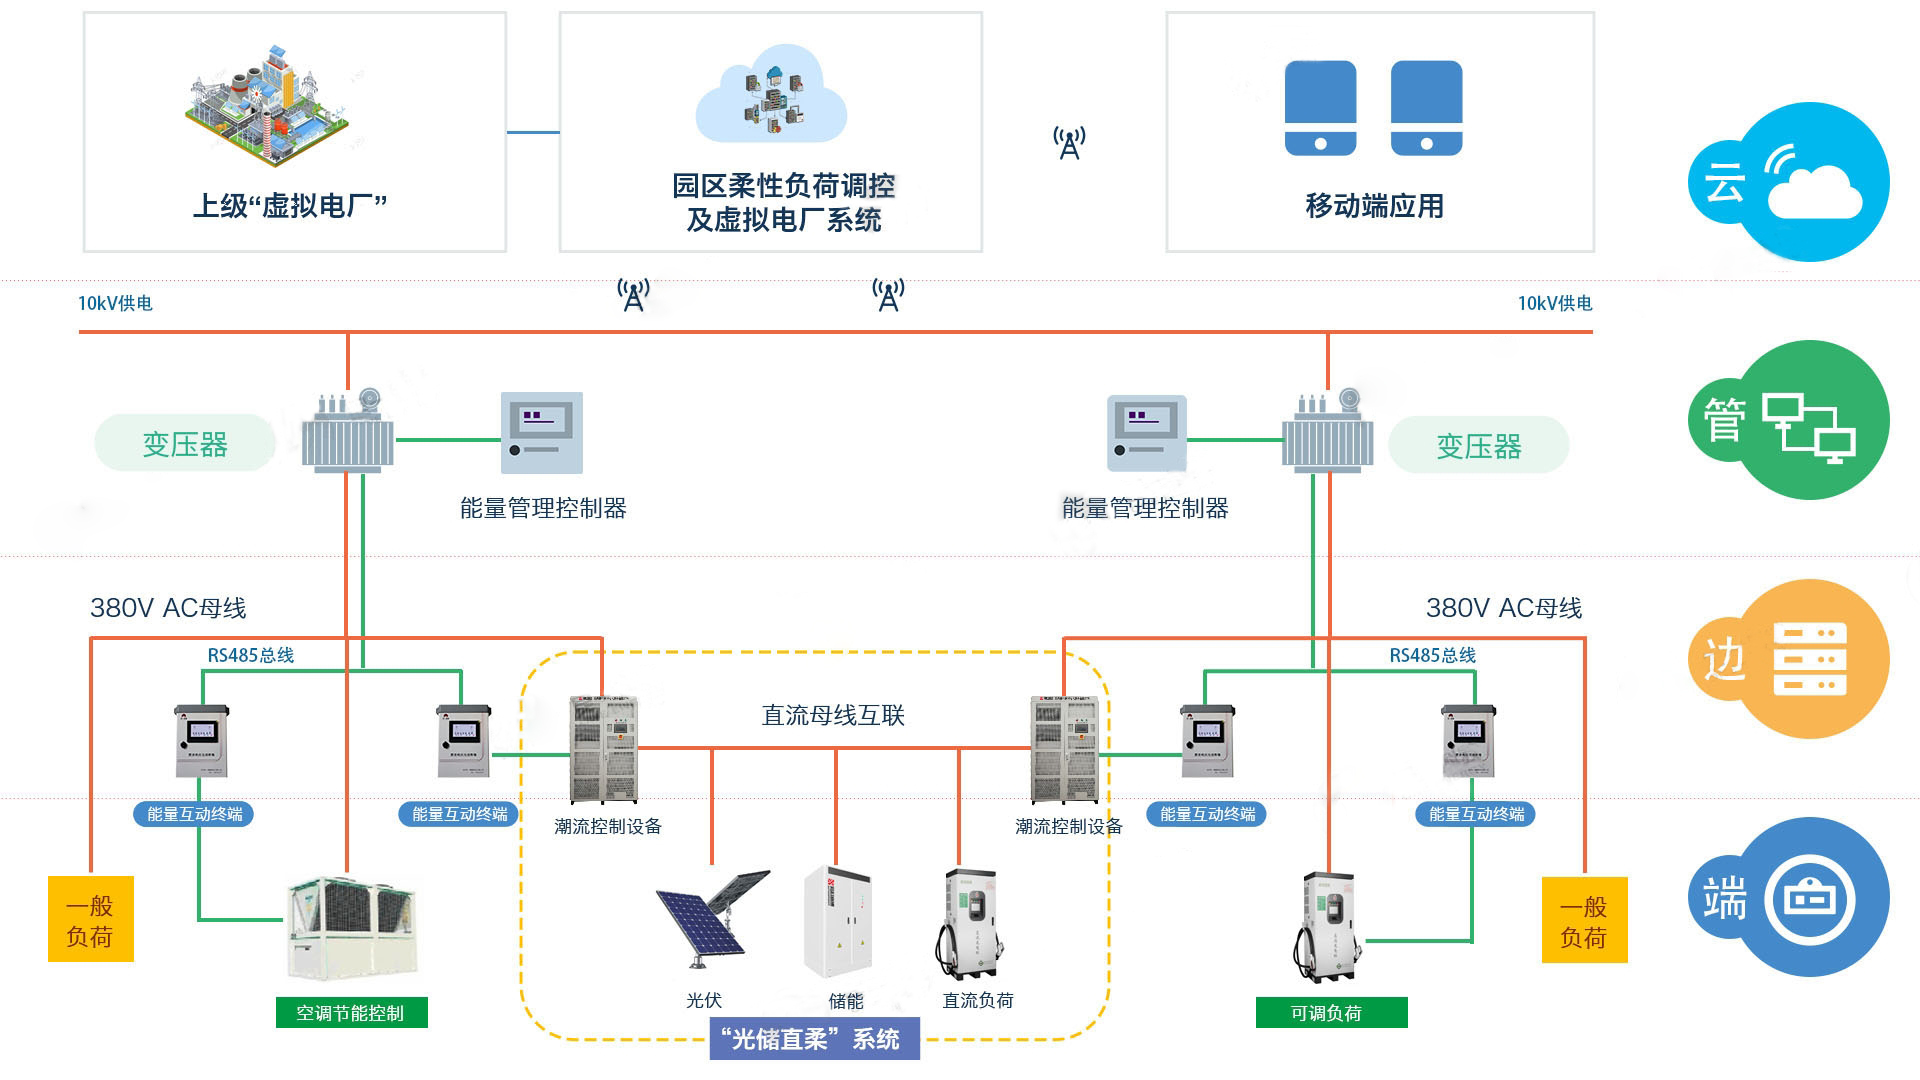 上级“虚拟电厂”
园区柔性负荷调控
及虚拟电厂系统
移动端应用
云
10kV供电
10kV供电
变压器
变压器
管
能量管理控制器
能量管理控制器
380V AC母线
380V AC母线
RS485总线
RS485总线
边
直流母线互联
能量互动终端
能量互动终端
潮流控制设备
潮流控制设备
能量互动终端
能量互动终端
一般
负荷
一般
负荷
端
光伏
储能
直流负荷
空调节能控制
可调负荷
“光储直柔”系统